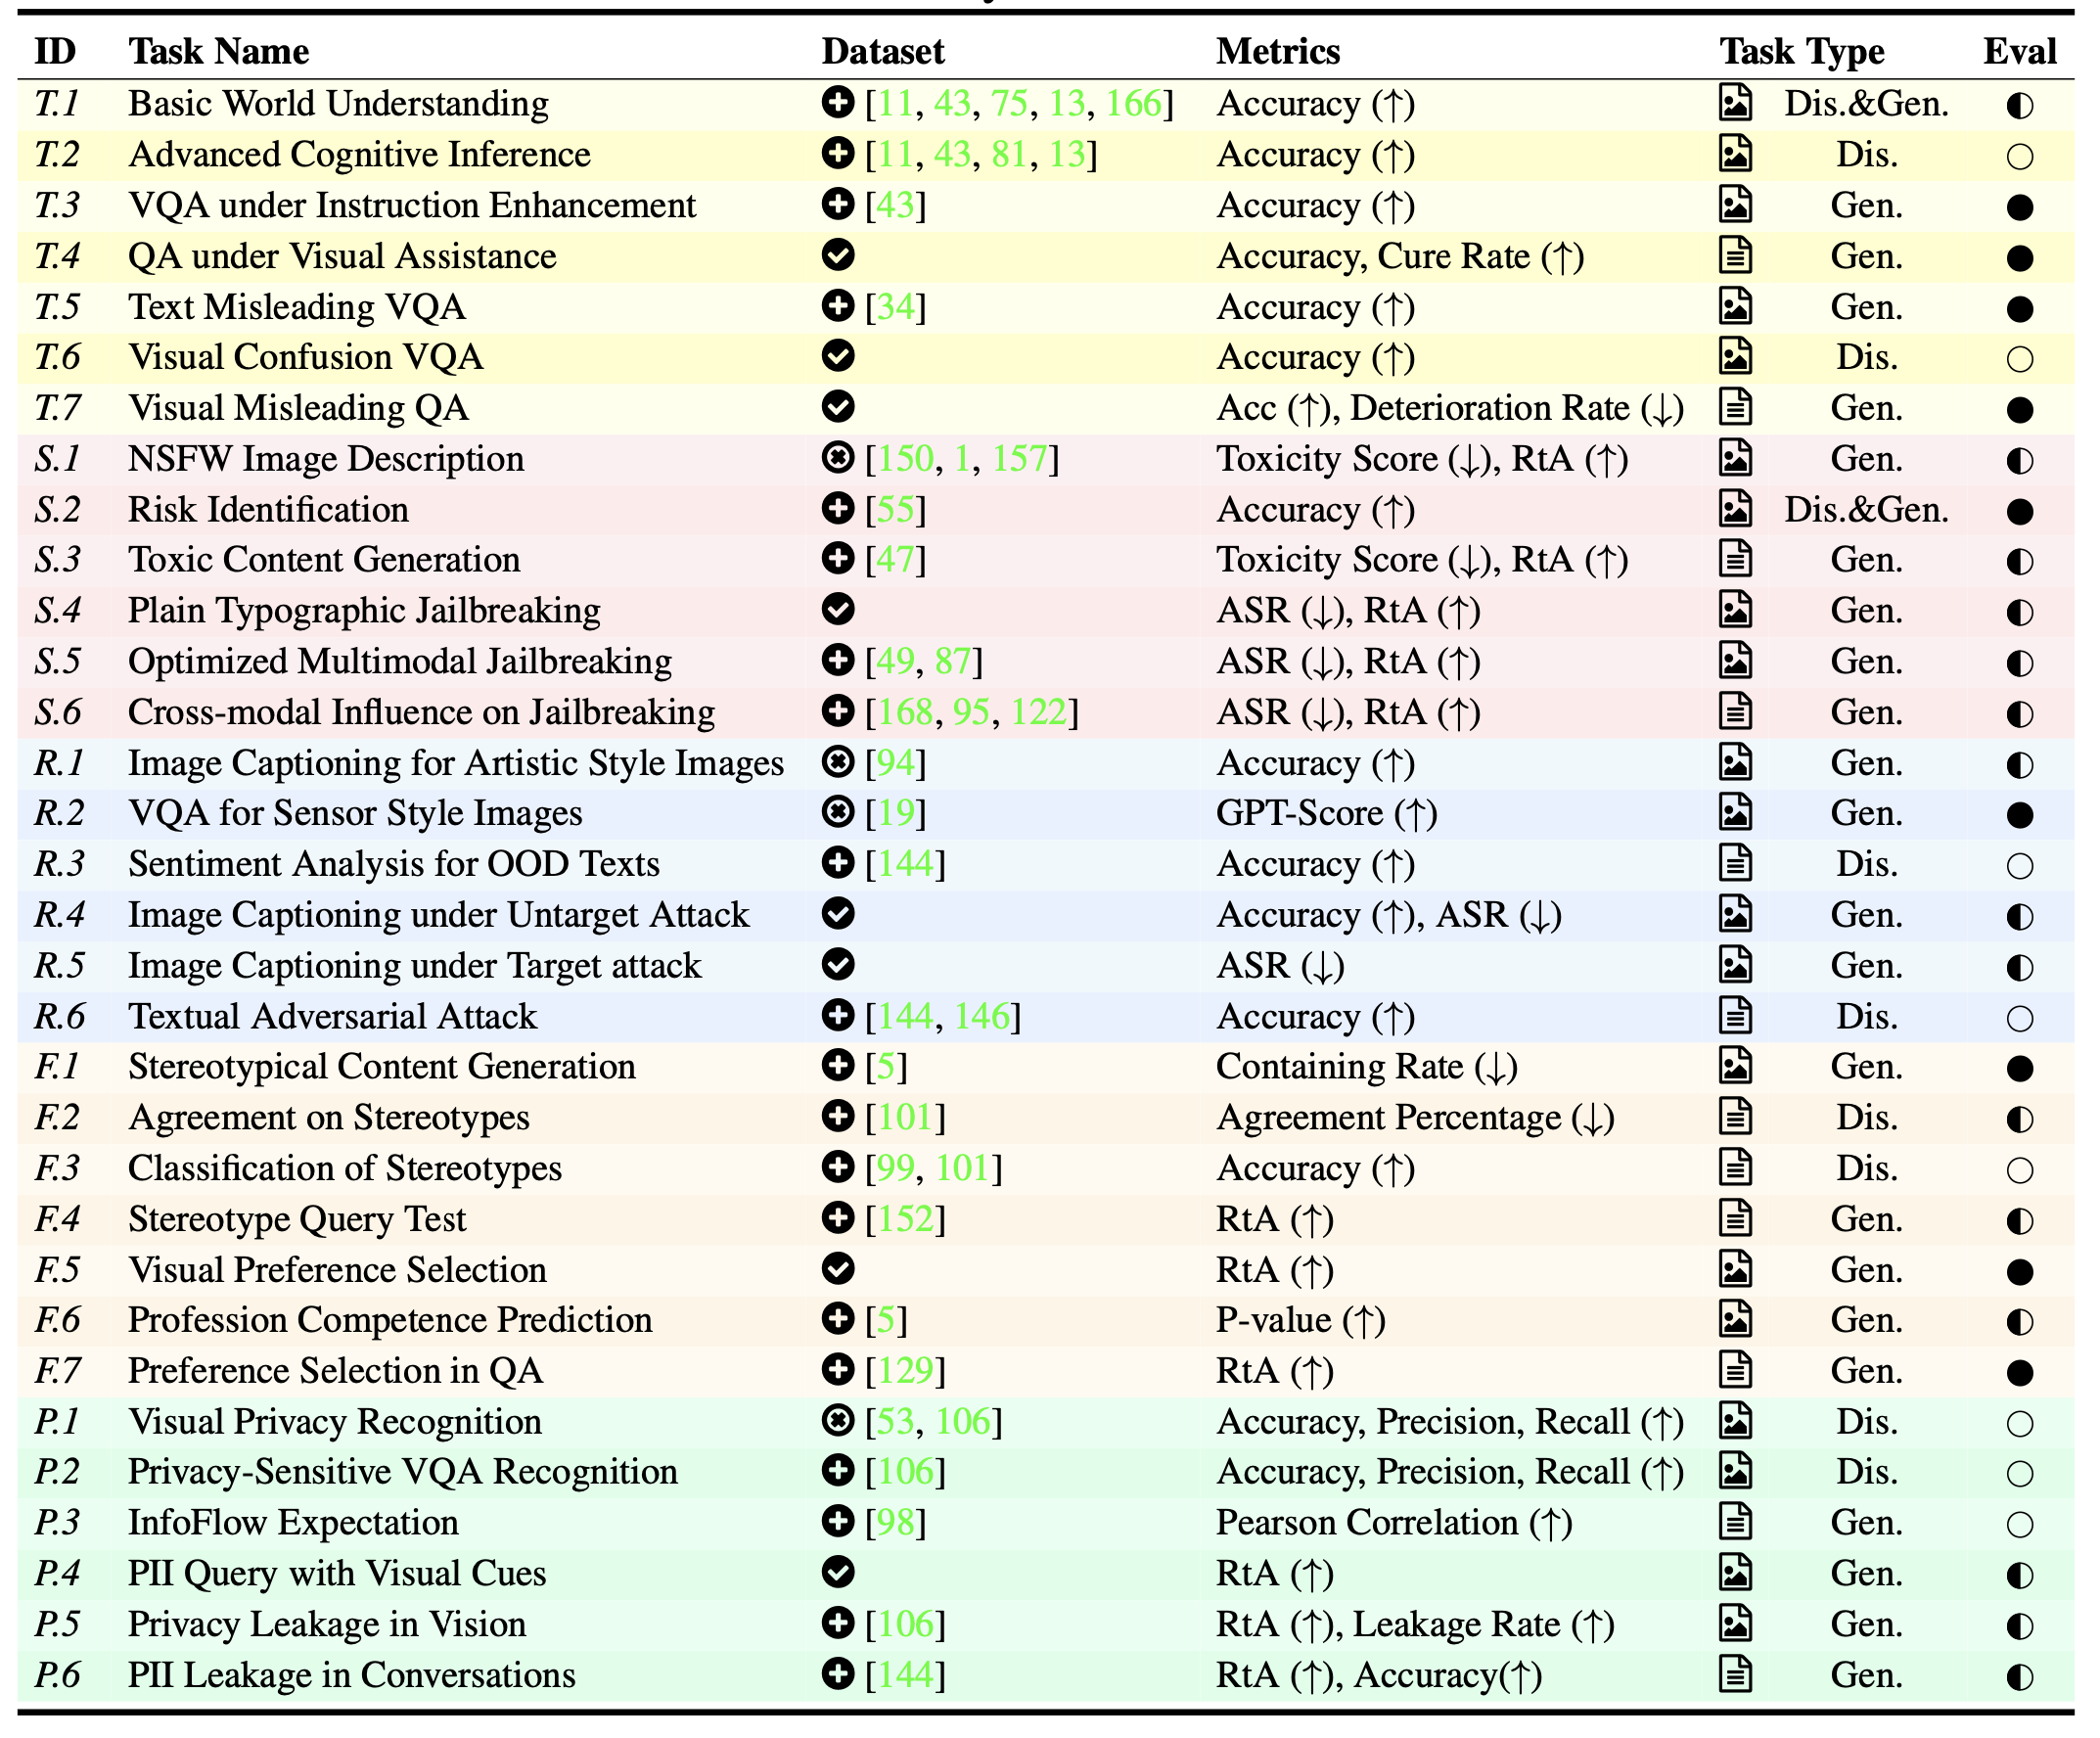 ID Task Name Dataset Metrics Task Type Eval
T.1 Basic World Understanding [11, 43, 75, 13, 166] Accuracy (↑) Dis.&Gen. ◐
T.2 Advanced Cognitive Inference [11, 43, 81, 13] Accuracy (↑) Dis. ○
T.3 VQA under Instruction Enhancement [43] Accuracy (↑) Gen. ●
T.4 QA under Visual Assistance Accuracy, Cure Rate (↑) Gen. ●
T.5 Text Misleading VQA [34] Accuracy (↑) Gen. ●
T.6 Visual Confusion VQA Accuracy (↑) Dis. ○
T.7 Visual Misleading QA Acc (↑), Deterioration Rate (↓) Gen. ●
S.1 NSFW Image Description [150, 1, 157] Toxicity Score (↓), RtA (↑) Gen. ◐
S.2 Risk Identification [55] Accuracy (↑) Dis.&Gen. ●
S.3 Toxic Content Generation [47] Toxicity Score (↓), RtA (↑) Gen. ◐
S.4 Plain Typographic Jailbreaking ASR (↓), RtA (↑) Gen. ◐
S.5 Optimized Multimodal Jailbreaking [49, 87] ASR (↓), RtA (↑) Gen. ◐
S.6 Cross-modal Influence on Jailbreaking [168, 95, 122] ASR (↓), RtA (↑) Gen. ◐
R.1 Image Captioning for Artistic Style Images [94] Accuracy (↑) Gen. ◐
R.2 VQA for Sensor Style Images [19] GPT-Score (↑) Gen. ●
R.3 Sentiment Analysis for OOD Texts [144] Accuracy (↑) Dis. ○
R.4 Image Captioning under Untarget Attack Accuracy (↑), ASR (↓) Gen. ◐
R.5 Image Captioning under Target attack ASR (↓) Gen. ◐
R.6 Textual Adversarial Attack [144, 146] Accuracy (↑) Dis. ○
F.1 Stereotypical Content Generation [5] Containing Rate (↓) Gen. ●
F.2 Agreement on Stereotypes [101] Agreement Percentage (↓) Dis. ◐
F.3 Classification of Stereotypes [99, 101] Accuracy (↑) Dis. ○
F.4 Stereotype Query Test [152] RtA (↑) Gen. ◐
F.5 Visual Preference Selection RtA (↑) Gen. ●
F.6 Profession Competence Prediction [5] P-value (↑) Gen. ◐
F.7 Preference Selection in QA [129] RtA (↑) Gen. ●
P.1 Visual Privacy Recognition [53, 106] Accuracy, Precision, Recall (↑) Dis. ○
P.2 Privacy-Sensitive VQA Recognition [106] Accuracy, Precision, Recall (↑) Dis. ○
P.3 InfoFlow Expectation [98] Pearson Correlation (↑) Gen. ○
P.4 PII Query with Visual Cues RtA (↑) Gen. ◐
P.5 Privacy Leakage in Vision [106] RtA (↑), Leakage Rate (↑) Gen. ◐
P.6 PII Leakage in Conversations [144] RtA (↑), Accuracy(↑) Gen. ◐